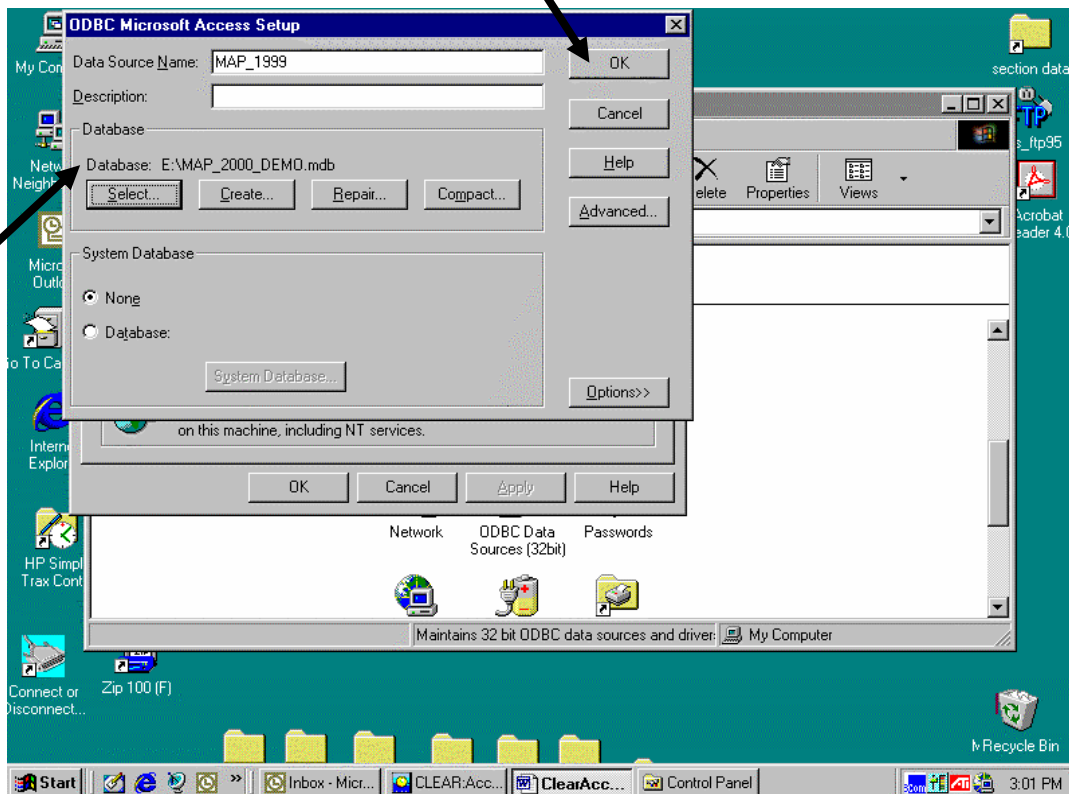 ODBC Microsoft Access Setup
Data Source Name: MAP_1999
OK
Description:
Cancel
Database
Database: E:\MAP_2000_DEMO.mdb
Help
Select...
Create...
Repair...
Compact...
Advanced...
System Database
None
Database:
System Database...
Options>>
on this machine, including NT services.
OK
Cancel
Apply
Help
Properties
Views
Network
ODBC Data
Sources (32bit)
Passwords
Maintains 32 bit ODBC data sources and driver:
My Computer
My
section data
_ftp95
Acrobat
4.0
HP
Trax
Connect or
Disconnect...
Zip 100 (F)
Recycle Bin
Start
»
Inbox - Micr...
CLEAR:Acc...
ClearAcc...
Control Panel
3:01 PM